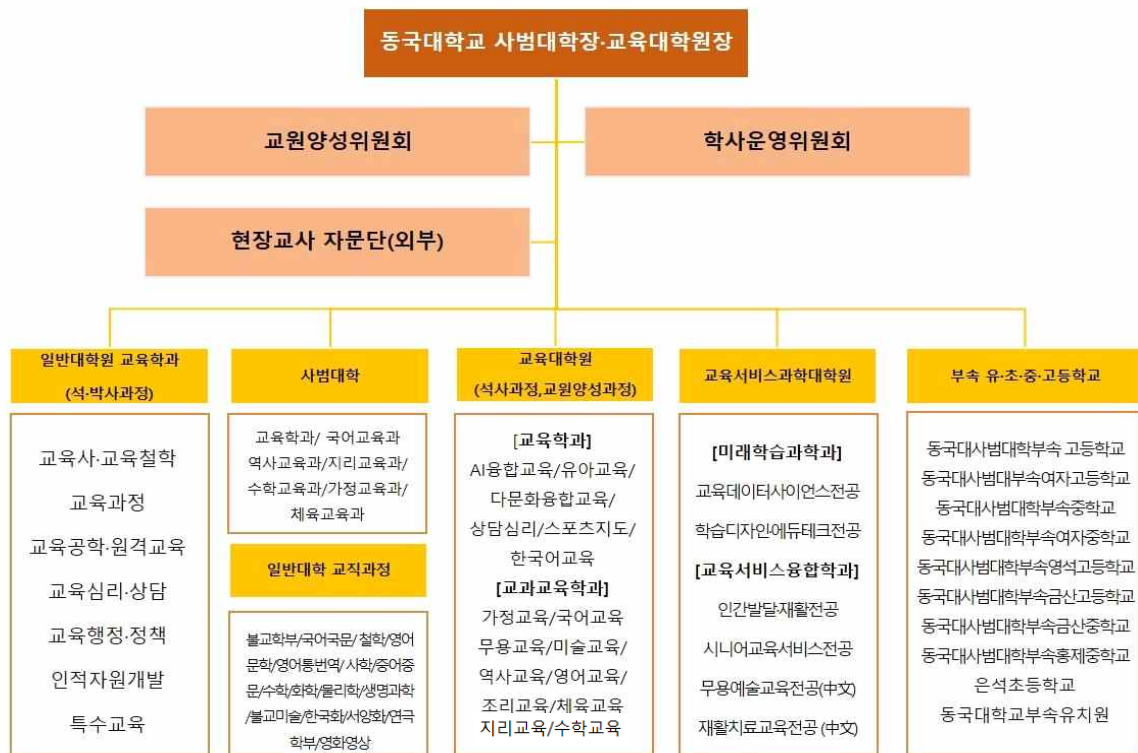 동국대학교 사범대학장·교육대학원장
교원양성위원회
학사운영위원회
현장교사 자문단(외부)
일반대학원 교육학과
(석·박사과정)
교육사·교육철학
교육과정
교육공학·원격교육
교육심리·상담
교육행정·정책
인적자원개발
특수교육
사범대학
교육학과/ 국어교육과
역사교육과/지리교육과/
수학교육과/가정교육과/
체육교육과
일반대학 교직과정
불교학부/국어국문/ 철학/영어
문학/영어통번역/ 사학/중어중
문/수학/화학/물리학/생명과학
/불교미술/한국화/서양화/연극
학부/영화영상
교육대학원
(석사과정,교원양성과정)
[교육학과]
AI융합교육/유아교육/
다문화융합교육/
상담심리/스포츠지도/
한국어교육
[교과교육학과]
가정교육/국어교육
무용교육/미술교육/
역사교육/영어교육/
조리교육/체육교육
지리교육/수학교육
교육서비스과학대학원
[미래학습과학과]
교육데이터사이언스전공
학습디자인·에듀테크전공
[교육서비스융합학과]
인간발달·재활전공
시니어교육서비스전공
무용예술교육전공(中文)
재활치료교육전공 (中文)
부속 유·초·중·고등학교
동국대사범대학부속 고등학교
동국대사범대부속여자고등학교
동국대사범대학부속중학교
동국대사범대학부속여자중학교
동국대사범대학부속영석고등학교
동국대사범대학부속금산고등학교
동국대사범대학부속금산중학교
동국대사범대학부속홍제중학교
은석초등학교
동국대학교부속유치원